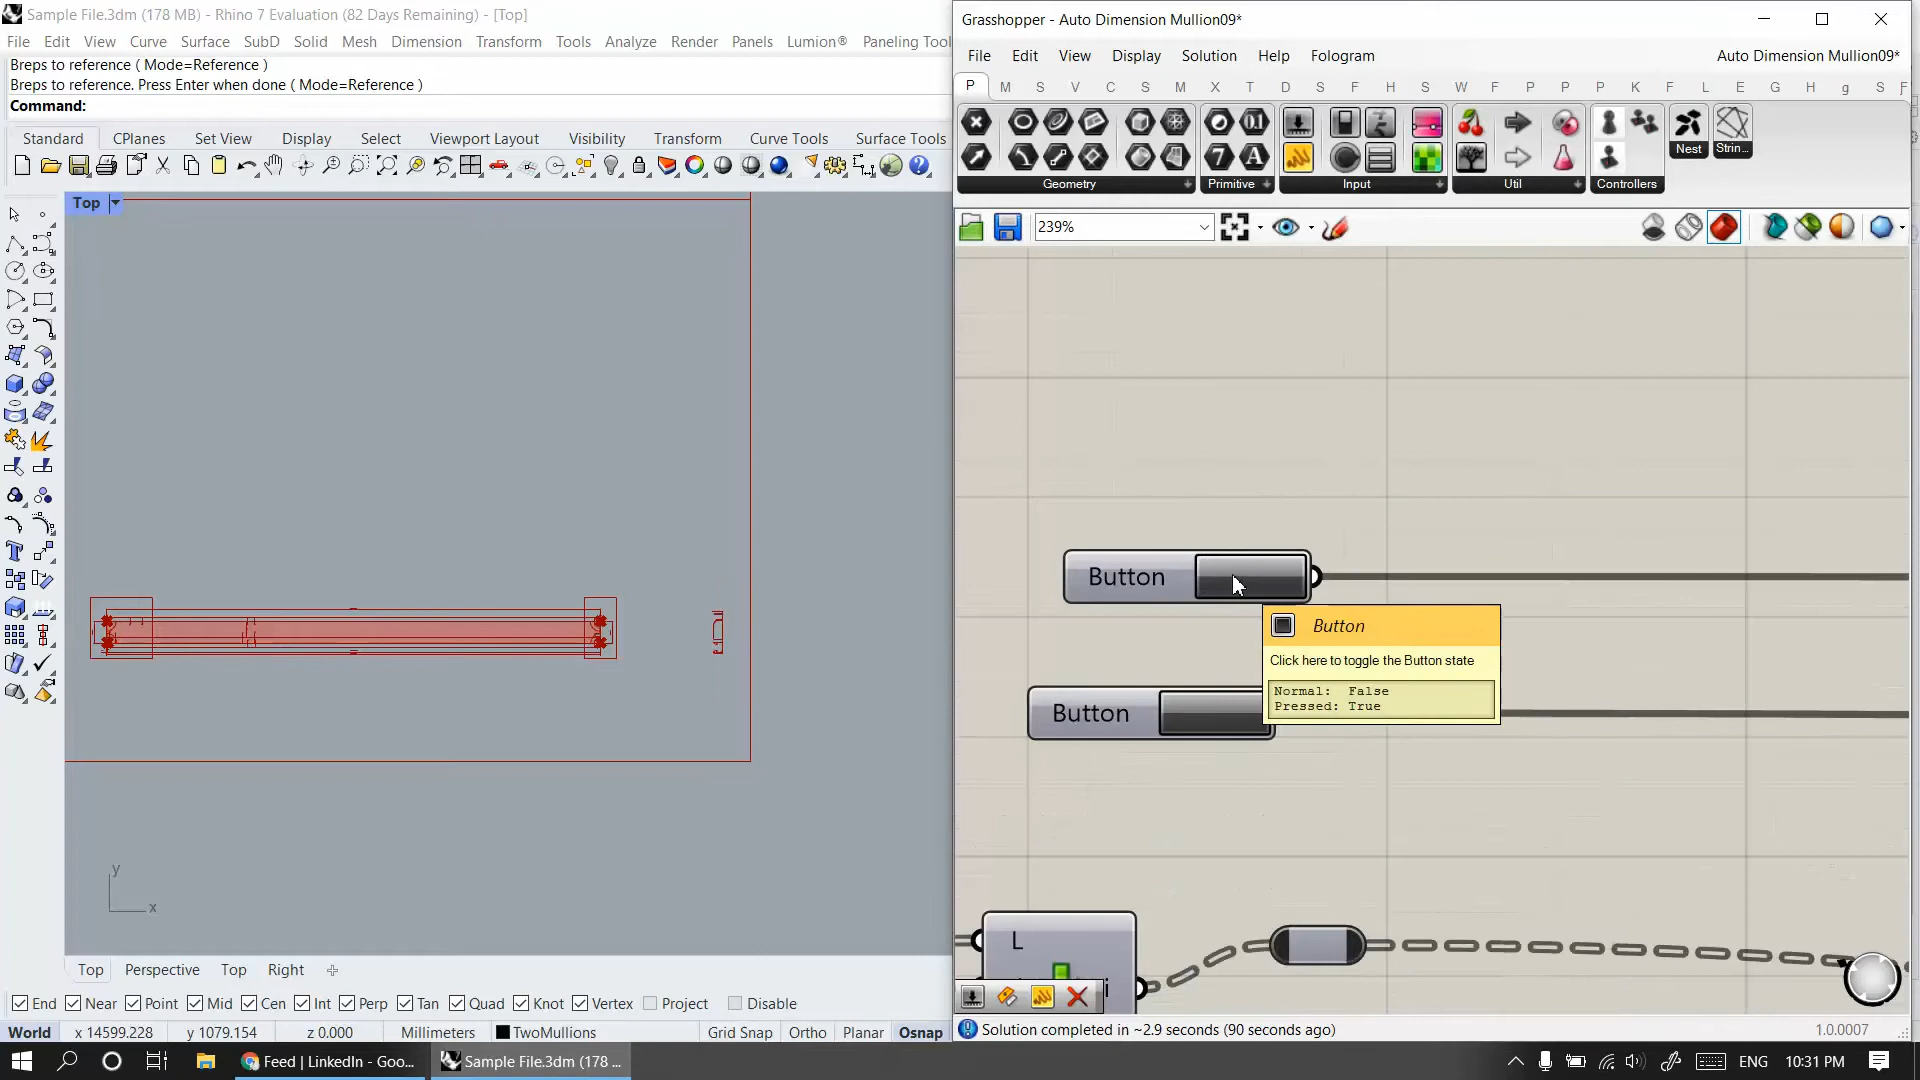 Sample File.3dm (178 MB) - Rhino 7 Evaluation (82 Days Remaining) - [Top]
File Edit View Curve Surface SubD Solid Mesh Dimension Transform Tools Analyze Render Panels Lumion® Paneling Tool
Breps to reference ( Mode=Reference )
Breps to reference. Press Enter when done ( Mode=Reference )
Command:
Standard CPlanes Set View Display Select Viewport Layout Visibility Transform Curve Tools Surface Tools
Top
y
x
Top Perspective Top Right
End Near Point Mid Cen Int Perp Tan Quad Knot Vertex Project Disable
World x 14599.228 y 1079.154 z 0.000 Millimeters TwoMullions Grid Snap Ortho Planar Osnap
Grasshopper - Auto Dimension Mullion09*
File Edit View Display Solution Help Fologram Auto Dimension Mullion09*
P M S V C S M X T D S F H S W F P P P K F L E G H g S F
Nest Strin...
Geometry Primitive Input Util Controllers
239%
Button
Button
Click here to toggle the Button state
Normal: False
Pressed: True
Button
L
i
Solution completed in ~2.9 seconds (90 seconds ago) 1.0.0007
Feed | LinkedIn - Goo... Sample File.3dm (178 ... ENG 10:31 PM